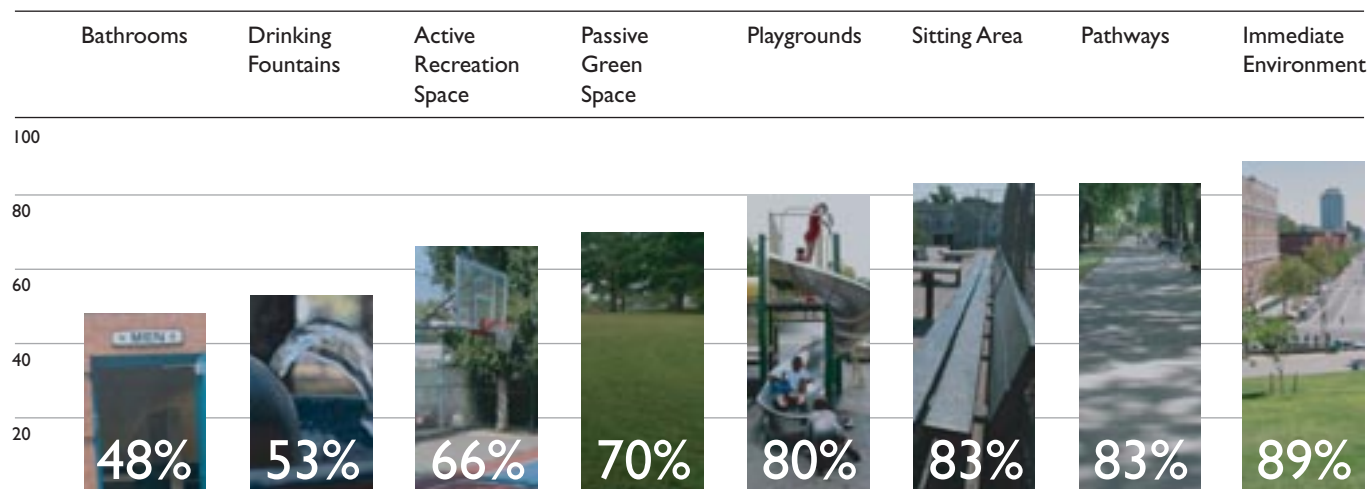 Bathrooms
Drinking
Fountains
Active
Recreation
Space
Passive
Green
Space
Playgrounds
Sitting Area
Pathways
Immediate
Environment
100
80
60
40
20
MEN
48%
53%
66%
70%
80%
83%
83%
89%